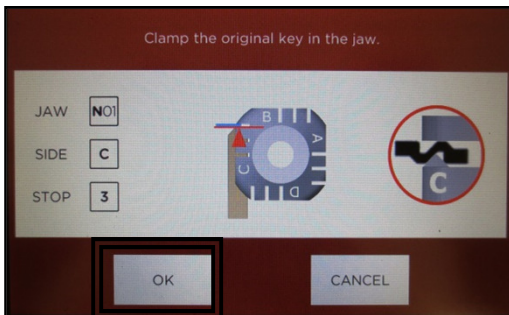 Clamp the original key in the jaw.
JAW N01
SIDE C
STOP 3
B
A
C
D
C
OK
CANCEL